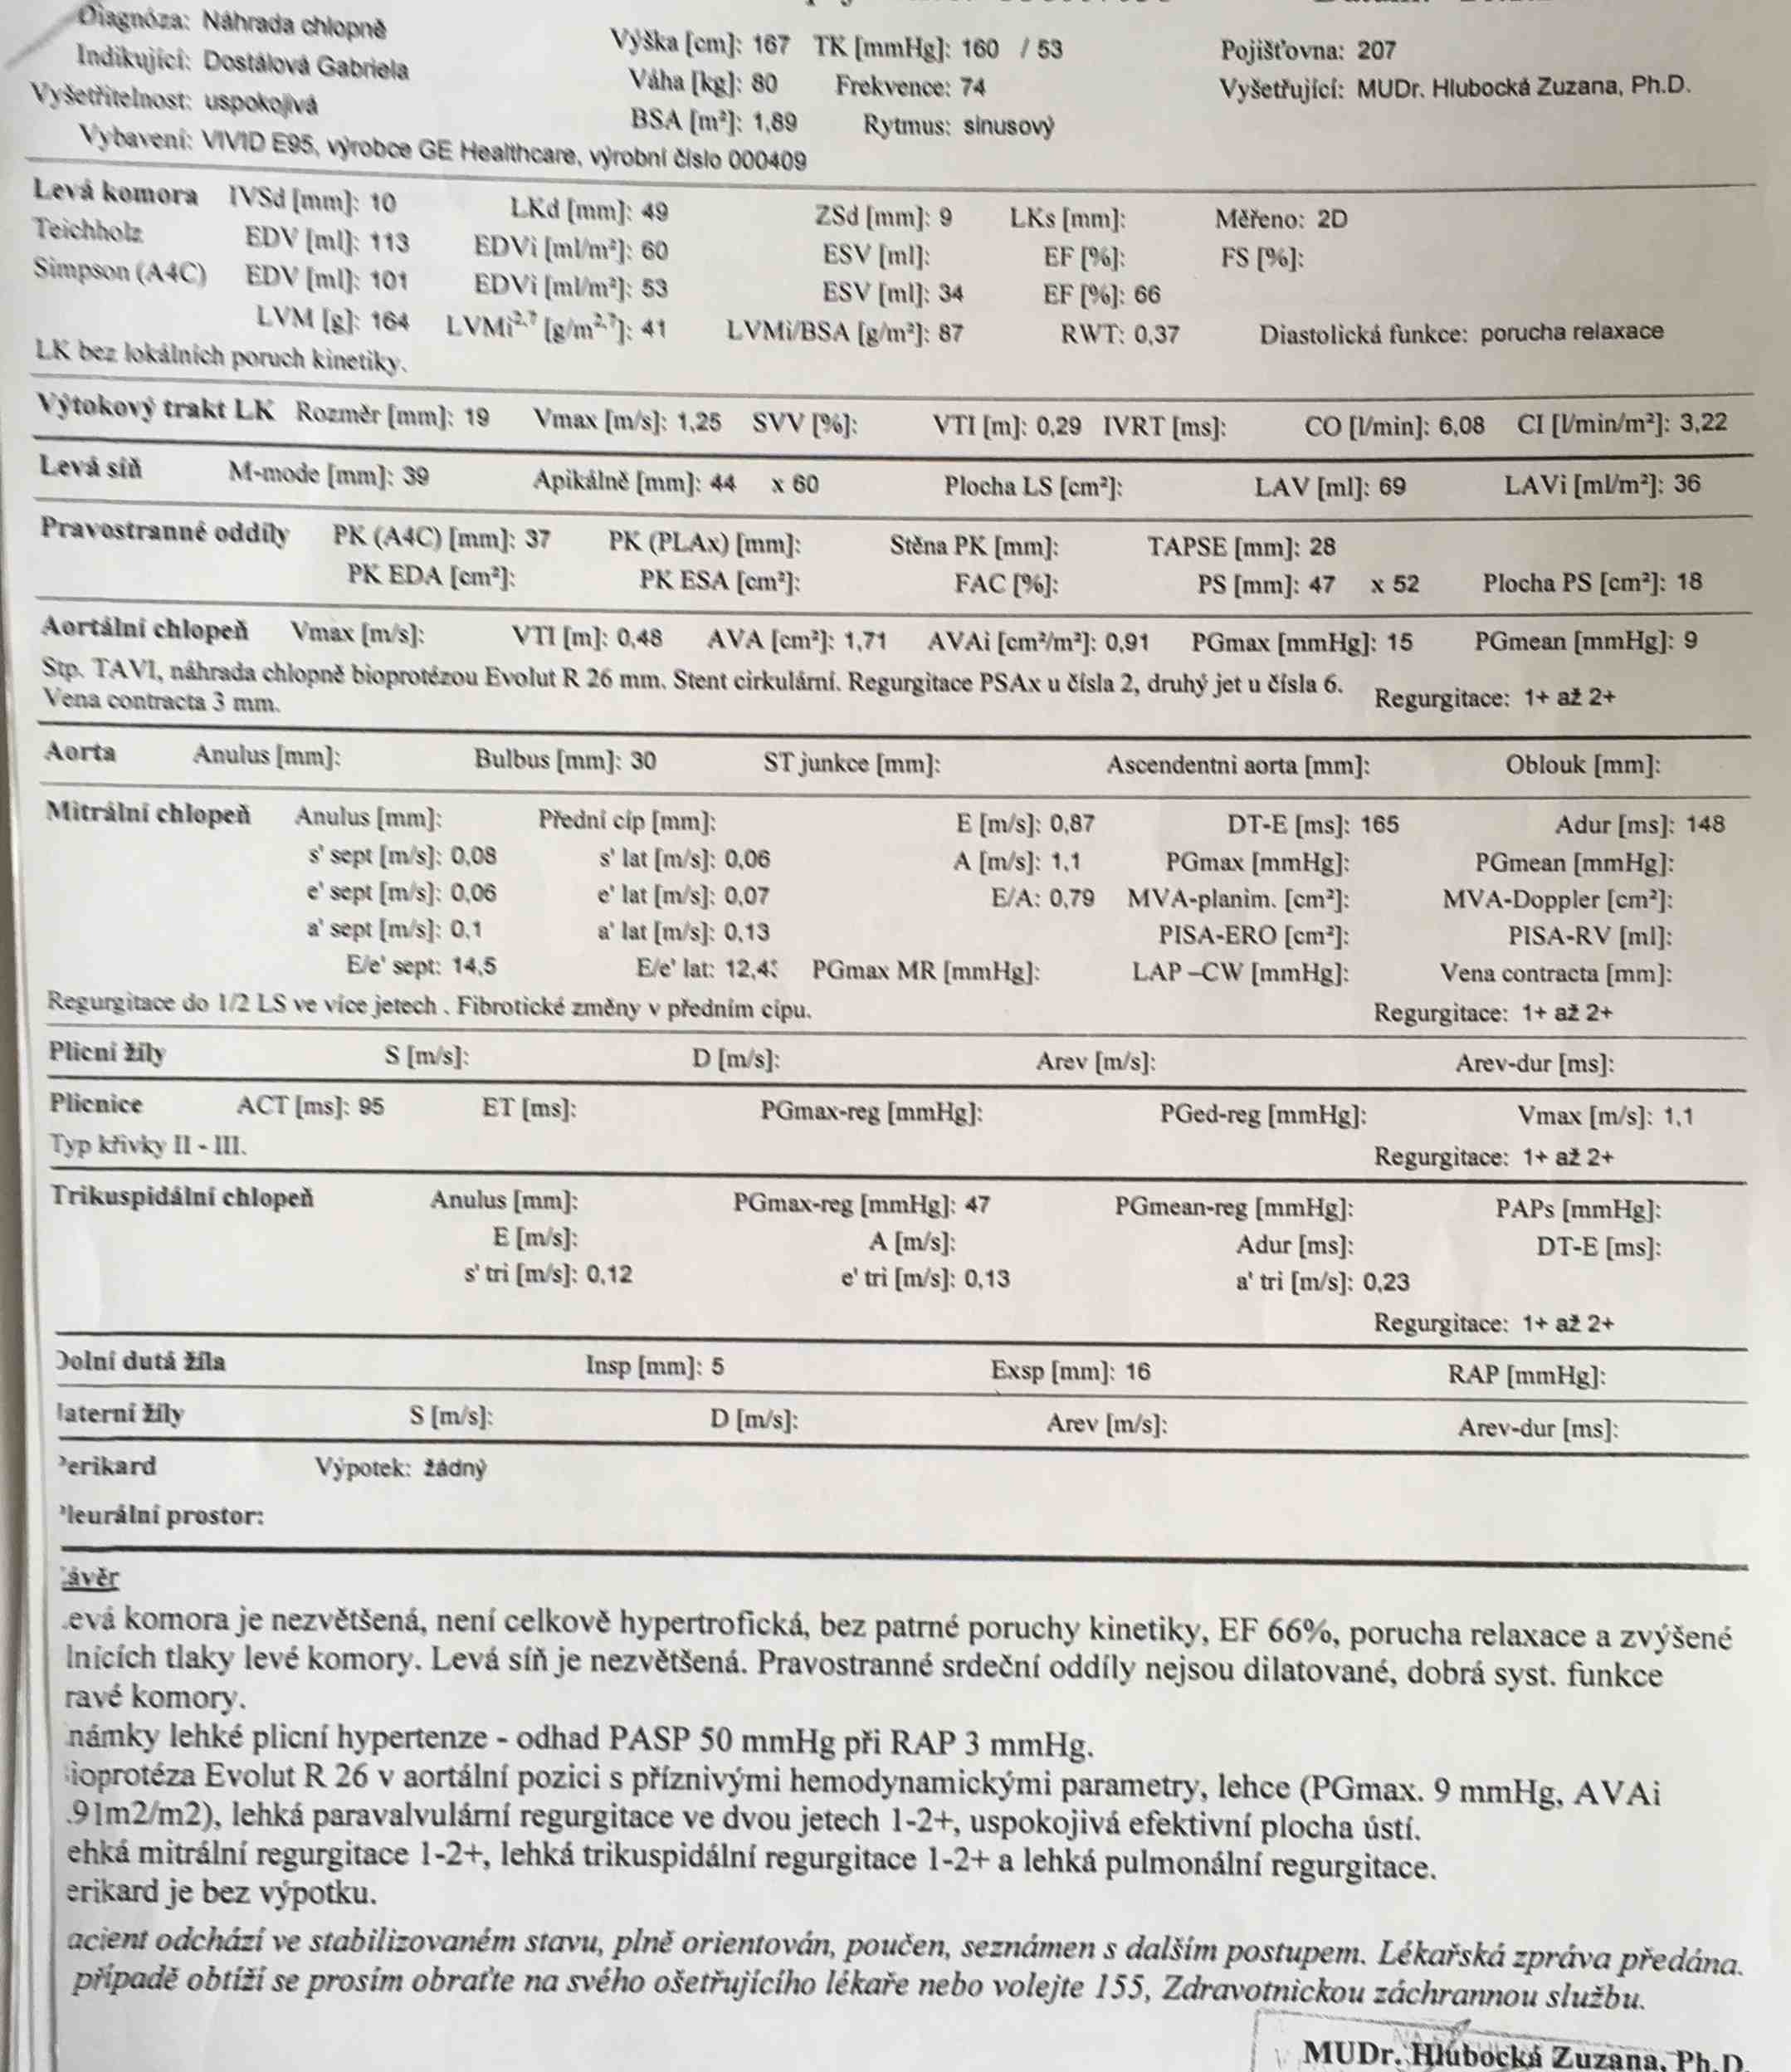 Diagnóza: Náhrada chlopně Výška [cm]: 167 TK [mmHg]: 160 / 53 Pojišťovna: 207
Indikující: Dostálová Gabriela Váha [kg]: 80 Frekvence: 74 Vyšetřující: MUDr. Hlubocká Zuzana, Ph.D.
Vyšetřitelnost: uspokojivá BSA [m²]: 1,89 Rytmus: sinusový
Vybavení: VIVID E95, výrobce GE Healthcare, výrobní číslo 000409
Levá komora IVSd [mm]: 10 LKd [mm]: 49 ZSd [mm]: 9 LKs [mm]: Měřeno: 2D
Teichholz EDV [ml]: 113 EDVi [ml/m²]: 60 ESV [ml]: EF [%]: FS [%]:
Simpson (A4C) EDV [ml]: 101 EDVi [ml/m²]: 53 ESV [ml]: 34 EF [%]: 66
LVM [g]: 164 LVMi²·⁷ [g/m²·⁷]: 41 LVMi/BSA [g/m²]: 87 RWT: 0,37 Diastolická funkce: porucha relaxace
LK bez lokálních poruch kinetiky.
Výtokový trakt LK Rozměr [mm]: 19 Vmax [m/s]: 1,25 SVV [%]: VTI [m]: 0,29 IVRT [ms]: CO [l/min]: 6,08 CI [l/min/m²]: 3,22
Levá síň M-mode [mm]: 39 Apikálně [mm]: 44 x 60 Plocha LS [cm²]: LAV [ml]: 69 LAVi [ml/m²]: 36
Pravostranné oddíly PK (A4C) [mm]: 37 PK (PLAx) [mm]: Stěna PK [mm]: TAPSE [mm]: 28
PK EDA [cm²]: PK ESA [cm²]: FAC [%]: PS [mm]: 47 x 52 Plocha PS [cm²]: 18
Aortální chlopeň Vmax [m/s]: VTI [m]: 0,48 AVA [cm²]: 1,71 AVAi [cm²/m²]: 0,91 PGmax [mmHg]: 15 PGmean [mmHg]: 9
Stp. TAVI, náhrada chlopně bioprotézou Evolut R 26 mm. Stent cirkulární. Regurgitace PSAx u čísla 2, druhý jet u čísla 6.
Vena contracta 3 mm. Regurgitace: 1+ až 2+
Aorta Anulus [mm]: Bulbus [mm]: 30 ST junkce [mm]: Ascendentni aorta [mm]: Oblouk [mm]:
Mitrální chlopeň Anulus [mm]: Přední cíp [mm]: E [m/s]: 0,87 DT-E [ms]: 165 Adur [ms]: 148
s' sept [m/s]: 0,08 s' lat [m/s]: 0,06 A [m/s]: 1,1 PGmax [mmHg]: PGmean [mmHg]:
e' sept [m/s]: 0,06 e' lat [m/s]: 0,07 E/A: 0,79 MVA-planim. [cm²]: MVA-Doppler [cm²]:
a' sept [m/s]: 0,1 a' lat [m/s]: 0,13 PISA-ERO [cm²]: PISA-RV [ml]:
E/e' sept: 14,5 E/e' lat: 12,4 PGmax MR [mmHg]: LAP –CW [mmHg]: Vena contracta [mm]:
Regurgitace do 1/2 LS ve více jetech . Fibrotické změny v předním cípu. Regurgitace: 1+ až 2+
Plicní žíly S [m/s]: D [m/s]: Arev [m/s]: Arev-dur [ms]:
Plicnice ACT [ms]: 95 ET [ms]: PGmax-reg [mmHg]: PGed-reg [mmHg]: Vmax [m/s]: 1,1
Typ křivky II - III. Regurgitace: 1+ až 2+
Trikuspidální chlopeň Anulus [mm]: PGmax-reg [mmHg]: 47 PGmean-reg [mmHg]: PAPs [mmHg]:
E [m/s]: A [m/s]: Adur [ms]: DT-E [ms]:
s' tri [m/s]: 0,12 e' tri [m/s]: 0,13 a' tri [m/s]: 0,23
Regurgitace: 1+ až 2+
Dolní dutá žíla Insp [mm]: 5 Exsp [mm]: 16 RAP [mmHg]:
laterní žíly S [m/s]: D [m/s]: Arev [m/s]: Arev-dur [ms]:
erikard Výpotek: žádný
leurální prostor:
ávěr
evá komora je nezvětšená, není celkově hypertrofická, bez patrné poruchy kinetiky, EF 66%, porucha relaxace a zvýšené
lnících tlaky levé komory. Levá síň je nezvětšená. Pravostranné srdeční oddíly nejsou dilatované, dobrá syst. funkce
ravé komory.
námky lehké plicní hypertenze - odhad PASP 50 mmHg při RAP 3 mmHg.
ioprotéza Evolut R 26 v aortální pozici s příznivými hemodynamickými parametry, lehce (PGmax. 9 mmHg, AVAi
.91m2/m2), lehká paravalvulární regurgitace ve dvou jetech 1-2+, uspokojivá efektivní plocha ústí.
ehká mitrální regurgitace 1-2+, lehká trikuspidální regurgitace 1-2+ a lehká pulmonální regurgitace.
erikard je bez výpotku.
acient odchází ve stabilizovaném stavu, plně orientován, poučen, seznámen s dalším postupem. Lékařská zpráva předána.
případě obtíží se prosím obraťte na svého ošetřujícího lékaře nebo volejte 155, Zdravotnickou záchrannou službu.
MUDr. Hlubocká Zuzana, Ph.D.